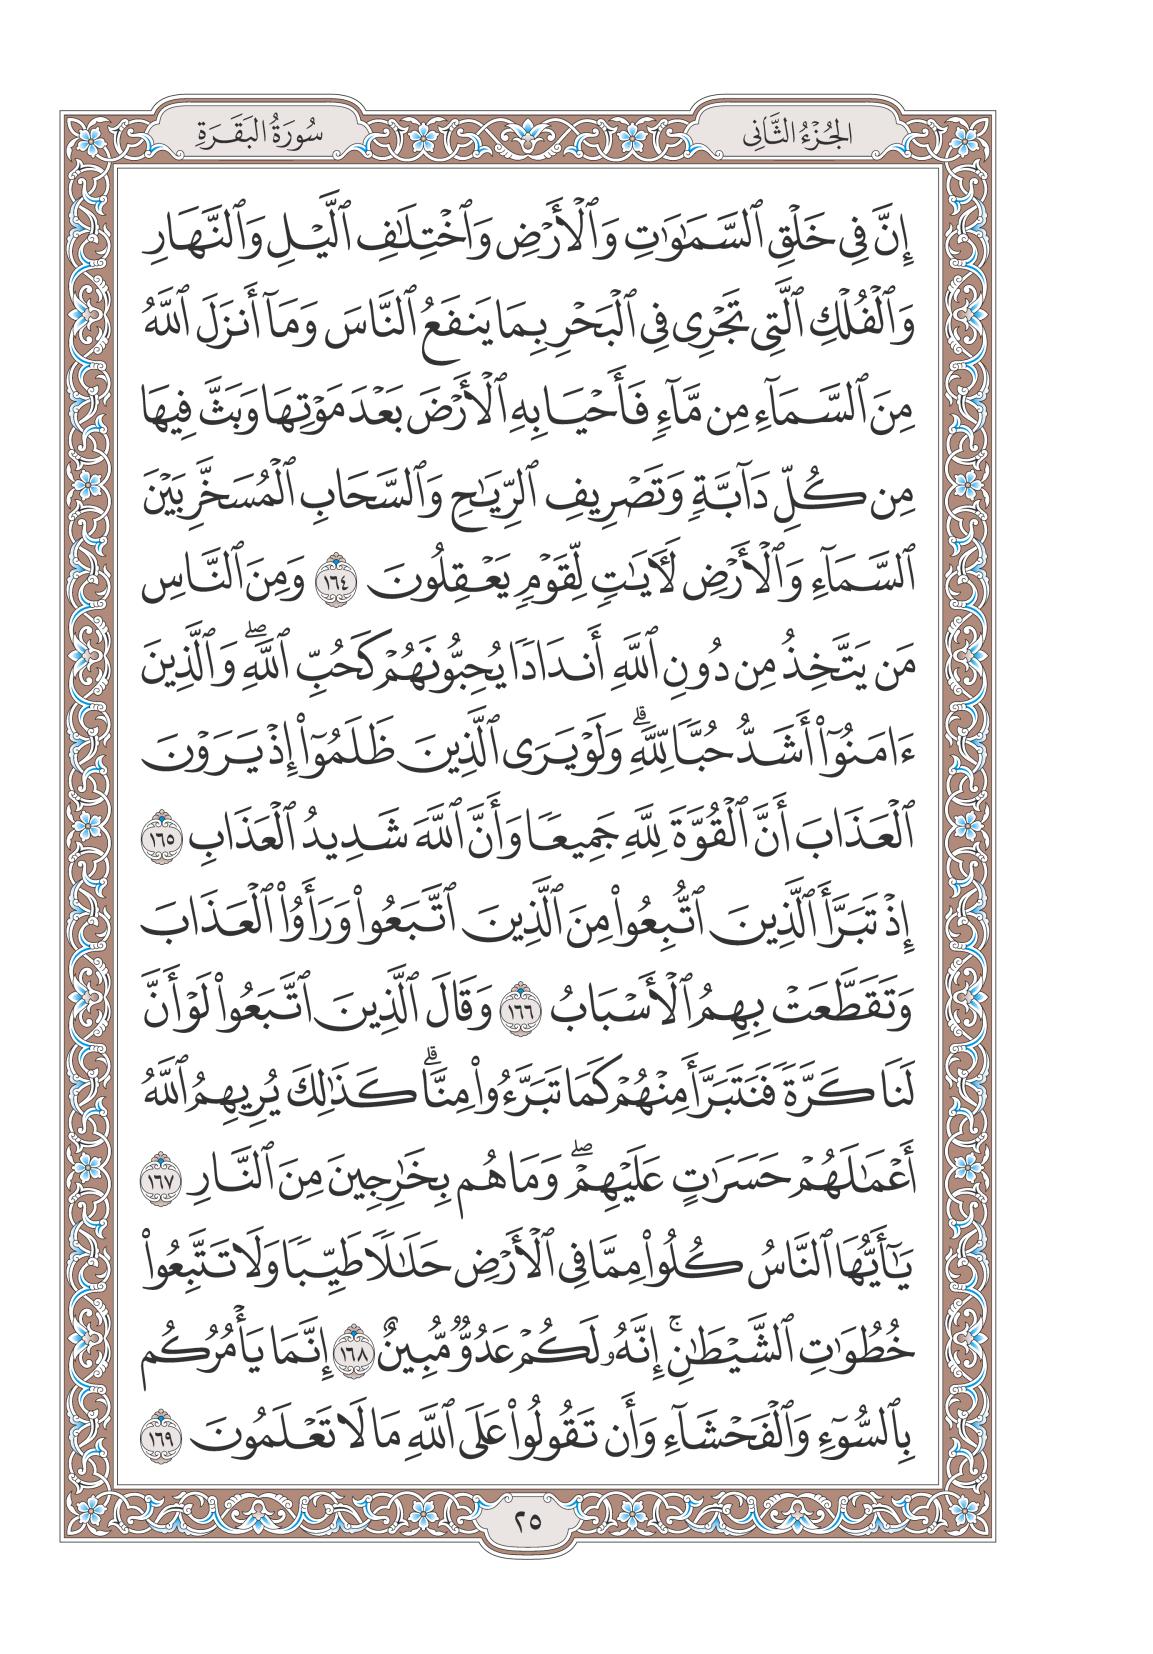 الجُزْءُ الثَّانِى
سُورَةُ البَقَرَةِ
إِنَّ فِى خَلْقِ ٱلسَّمَٰوَٰتِ وَٱلْأَرْضِ وَٱخْتِلَٰفِ ٱلَّيْلِ وَٱلنَّهَارِ
وَٱلْفُلْكِ ٱلَّتِى تَجْرِى فِى ٱلْبَحْرِ بِمَا يَنفَعُ ٱلنَّاسَ وَمَآ أَنزَلَ ٱللَّهُ
مِنَ ٱلسَّمَآءِ مِن مَّآءٍ فَأَحْيَا بِهِ ٱلْأَرْضَ بَعْدَ مَوْتِهَا وَبَثَّ فِيهَا
مِن كُلِّ دَآبَّةٍ وَتَصْرِيفِ ٱلرِّيَٰحِ وَٱلسَّحَابِ ٱلْمُسَخَّرِ بَيْنَ
ٱلسَّمَآءِ وَٱلْأَرْضِ لَءَايَٰتٍ لِّقَوْمٍ يَعْقِلُونَ ١٦٤ وَمِنَ ٱلنَّاسِ
مَن يَتَّخِذُ مِن دُونِ ٱللَّهِ أَندَادًا يُحِبُّونَهُمْ كَحُبِّ ٱللَّهِۖ وَٱلَّذِينَ
ءَامَنُوٓا۟ أَشَدُّ حُبًّا لِّلَّهِۗ وَلَوْ يَرَى ٱلَّذِينَ ظَلَمُوٓا۟ إِذْ يَرَوْنَ
ٱلْعَذَابَ أَنَّ ٱلْقُوَّةَ لِلَّهِ جَمِيعًا وَأَنَّ ٱللَّهَ شَدِيدُ ٱلْعَذَابِ ١٦٥
إِذْ تَبَرَّأَ ٱلَّذِينَ ٱتُّبِعُوا۟ مِنَ ٱلَّذِينَ ٱتَّبَعُوا۟ وَرَأَوُا۟ ٱلْعَذَابَ
وَتَقَطَّعَتْ بِهِمُ ٱلْأَسْبَابُ ١٦٦ وَقَالَ ٱلَّذِينَ ٱتَّبَعُوا۟ لَوْ أَنَّ
لَنَا كَرَّةً فَنَتَبَرَّأَ مِنْهُمْ كَمَا تَبَرَّءُوا۟ مِنَّاۗ كَذَٰلِكَ يُرِيهِمُ ٱللَّهُ
أَعْمَٰلَهُمْ حَسَرَٰتٍ عَلَيْهِمْۖ وَمَا هُم بِخَٰرِجِينَ مِنَ ٱلنَّارِ ١٦٧
يَٰٓأَيُّهَا ٱلنَّاسُ كُلُوا۟ مِمَّا فِى ٱلْأَرْضِ حَلَٰلًا طَيِّبًا وَلَا تَتَّبِعُوا۟
خُطُوَٰتِ ٱلشَّيْطَٰنِۚ إِنَّهُۥ لَكُمْ عَدُوٌّ مُّبِينٌ ١٦٨ إِنَّمَا يَأْمُرُكُم
بِٱلسُّوٓءِ وَٱلْفَحْشَآءِ وَأَن تَقُولُوا۟ عَلَى ٱللَّهِ مَا لَا تَعْلَمُونَ ١٦٩
٢٥